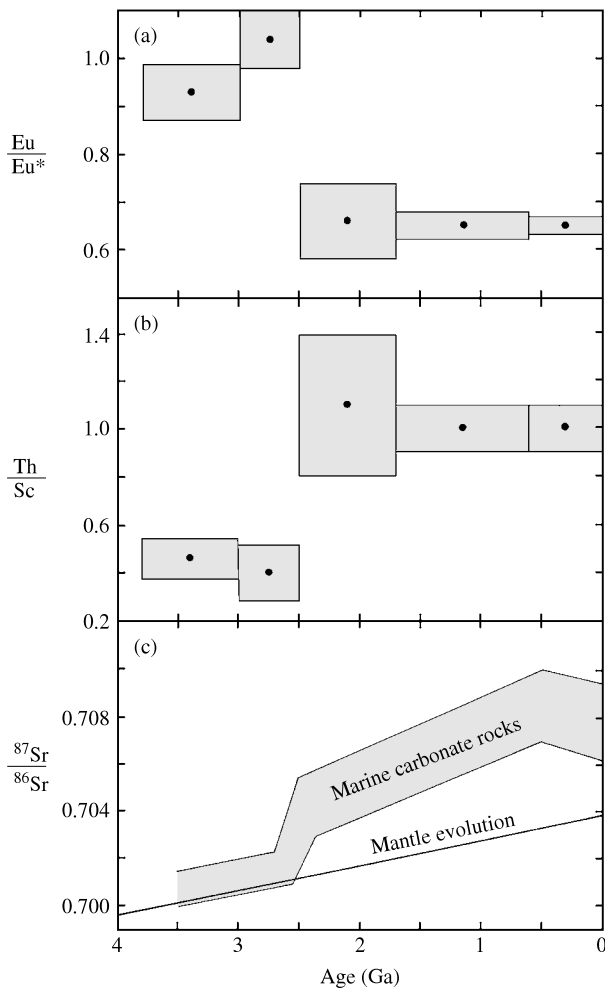 (a)
1.0
0.8
0.6
Eu
Eu*
(b)
1.4
1.0
0.6
0.2
Th
Sc
(c)
0.708
0.704
0.700
⁸⁷Sr
⁸⁶Sr
Marine carbonate rocks
Mantle evolution
4 3 2 1 0
Age (Ga)